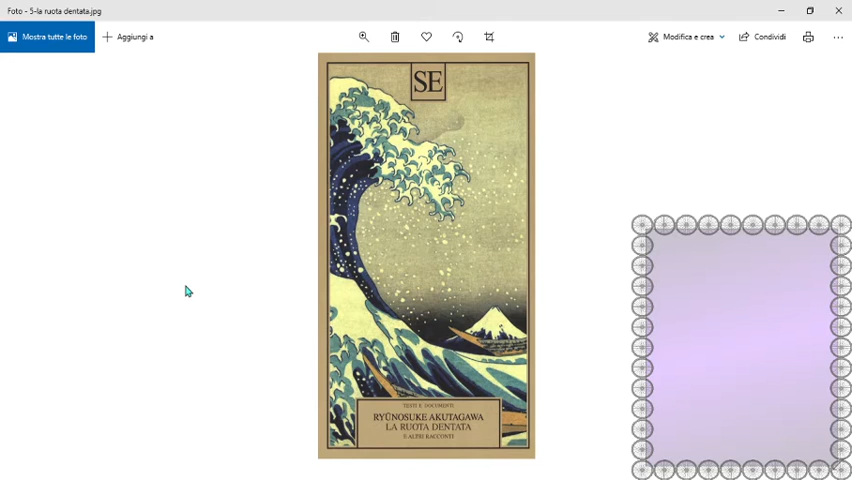 Foto - 5-la ruota dentata.jpg
Mostra tutte le foto
Aggiungi a
Modifica e crea
Condividi
SE
TESTI E DOCUMENTI
RYŪNOSUKE AKUTAGAWA
LA RUOTA DENTATA
E ALTRI RACCONTI